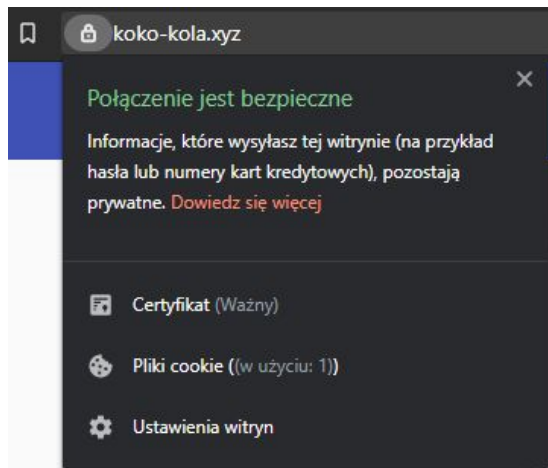 koko-kola.xyz
Połączenie jest bezpieczne
Informacje, które wysyłasz tej witrynie (na przykład
hasła lub numery kart kredytowych), pozostają
prywatne. Dowiedz się więcej
Certyfikat (Ważny)
Pliki cookie ((w użyciu: 1))
Ustawienia witryn